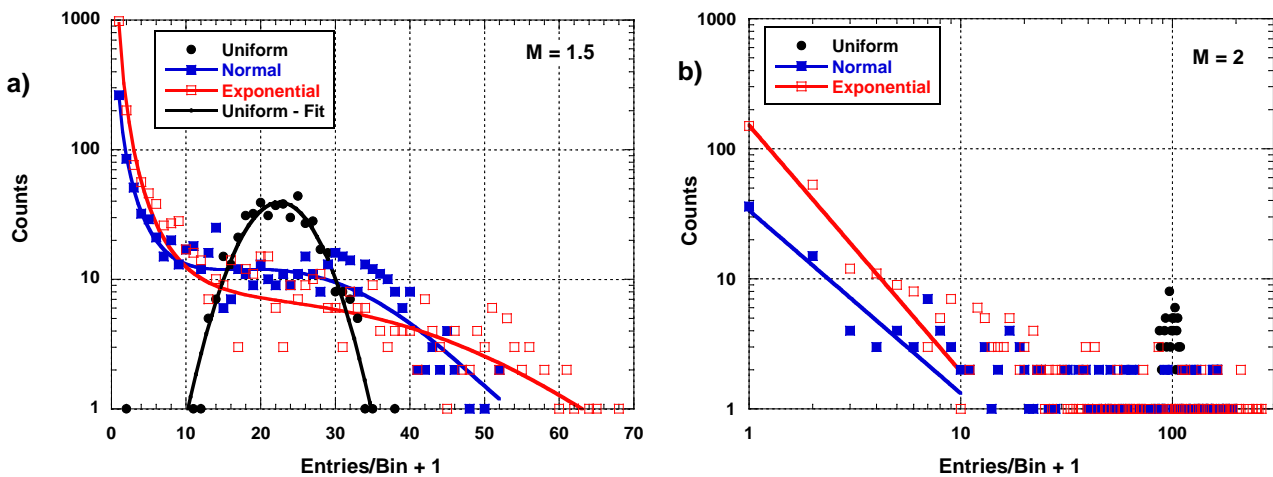 a)
1000
100
10
1
Counts
Uniform
Normal
Exponential
Uniform - Fit
M = 1.5
0 10 20 30 40 50 60 70
Entries/Bin + 1
b)
1000
100
10
1
Counts
Uniform
Normal
Exponential
M = 2
1 10 100
Entries/Bin + 1